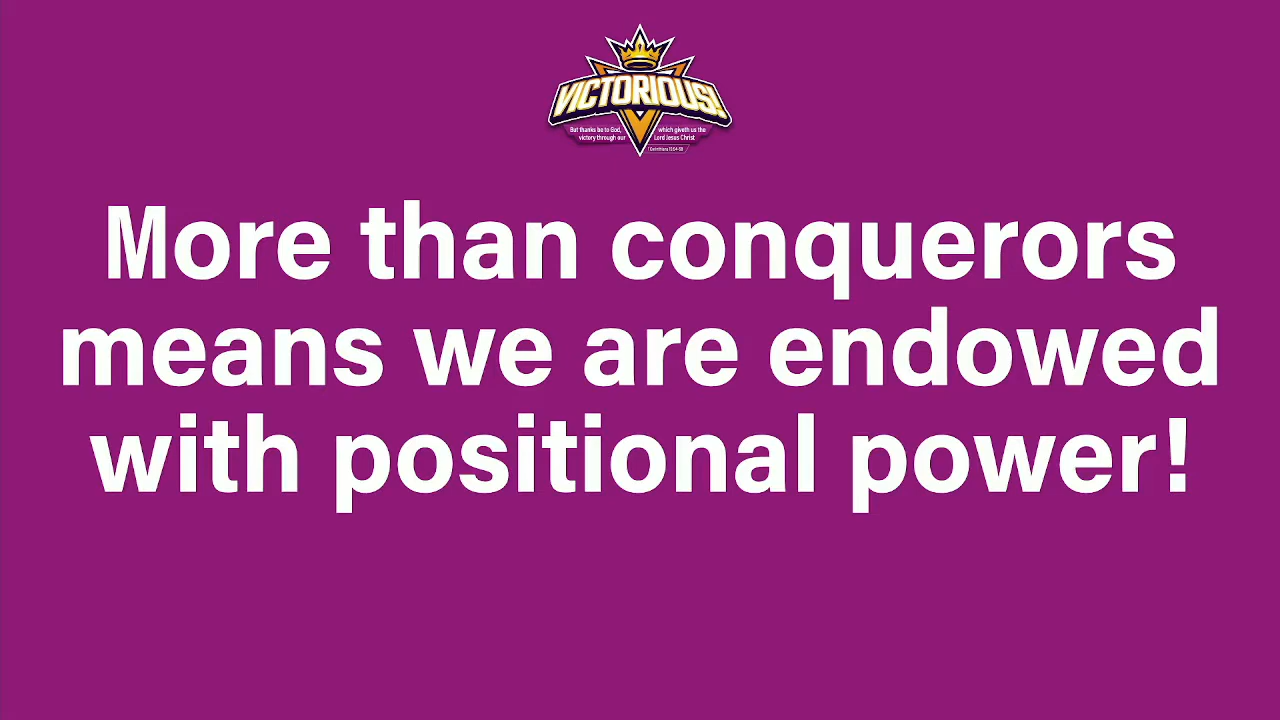 VICTORIOUS!
But thanks be to God, which giveth us the
victory through our Lord Jesus Christ
More than conquerors
means we are endowed
with positional power!